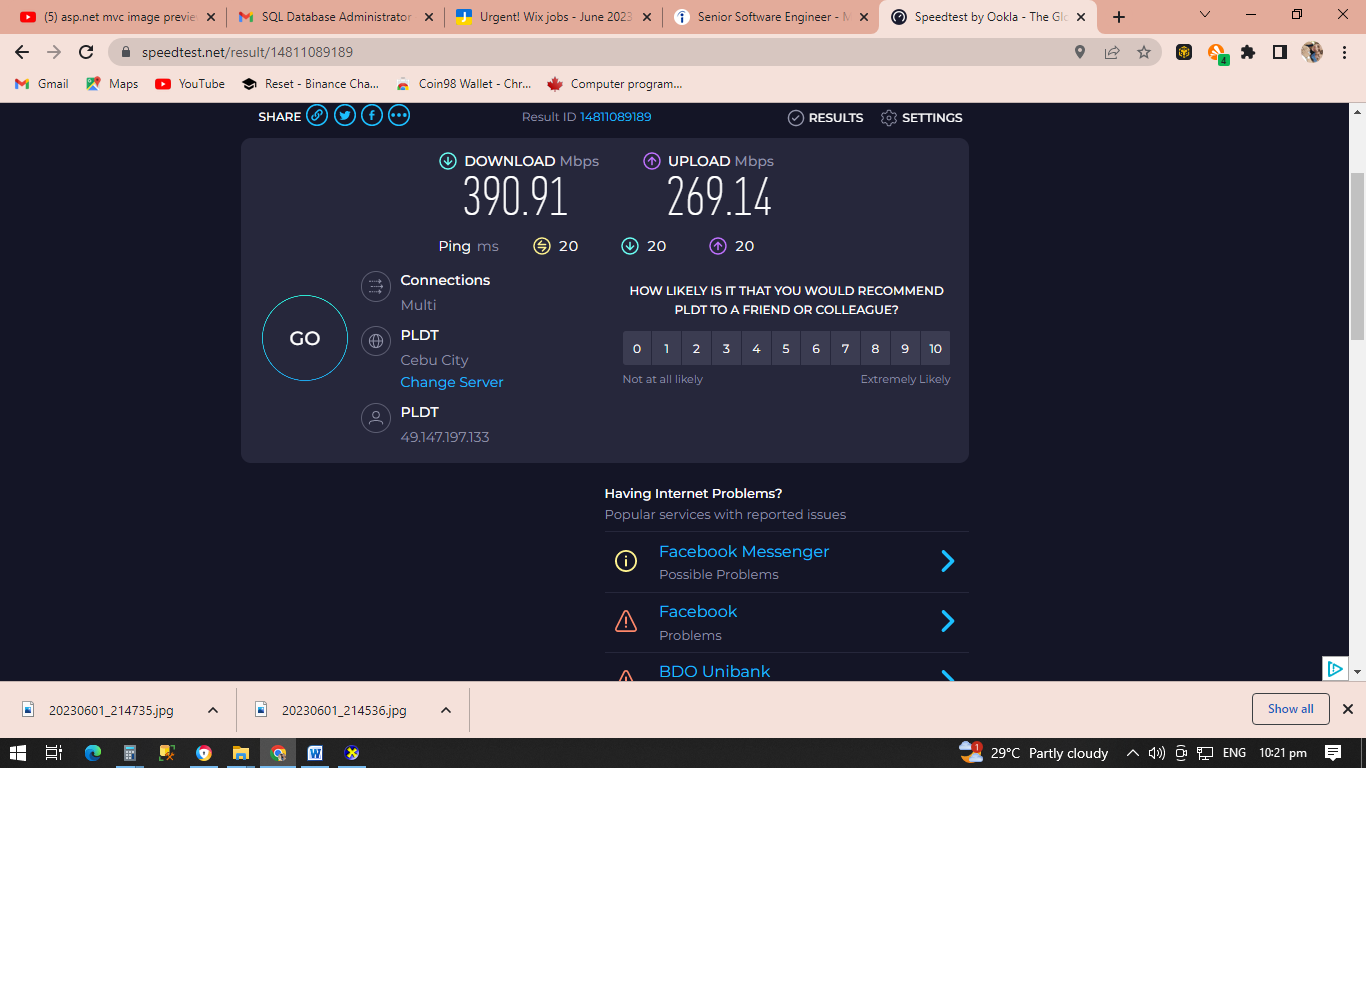 (5) asp.net mvc image previe
SQL Database Administrator
Urgent! Wix jobs - June 2023
Senior Software Engineer - M
Speedtest by Ookla - The Glo
speedtest.net/result/14811089189
4
Gmail
Maps
YouTube
Reset - Binance Cha...
Coin98 Wallet - Chr...
Computer program...
SHARE
Result ID 14811089189
RESULTS
SETTINGS
DOWNLOAD Mbps
UPLOAD Mbps
390.91
269.14
Ping ms 20 20 20
GO
Connections
Multi
PLDT
Cebu City
Change Server
PLDT
49.147.197.133
HOW LIKELY IS IT THAT YOU WOULD RECOMMEND
PLDT TO A FRIEND OR COLLEAGUE?
0 1 2 3 4 5 6 7 8 9 10
Not at all likely
Extremely Likely
Having Internet Problems?
Popular services with reported issues
Facebook Messenger
Possible Problems
Facebook
Problems
BDO Unibank
20230601_214735.jpg
20230601_214536.jpg
Show all
1
29°C Partly cloudy
ENG
10:21 pm